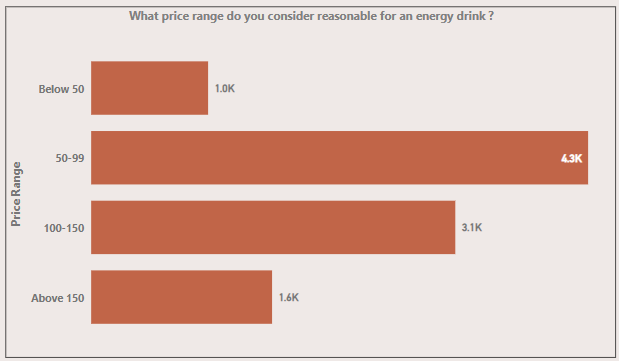 What price range do you consider reasonable for an energy drink ?
Price Range
Below 50
1.0K
50-99
4.3K
100-150
3.1K
Above 150
1.6K